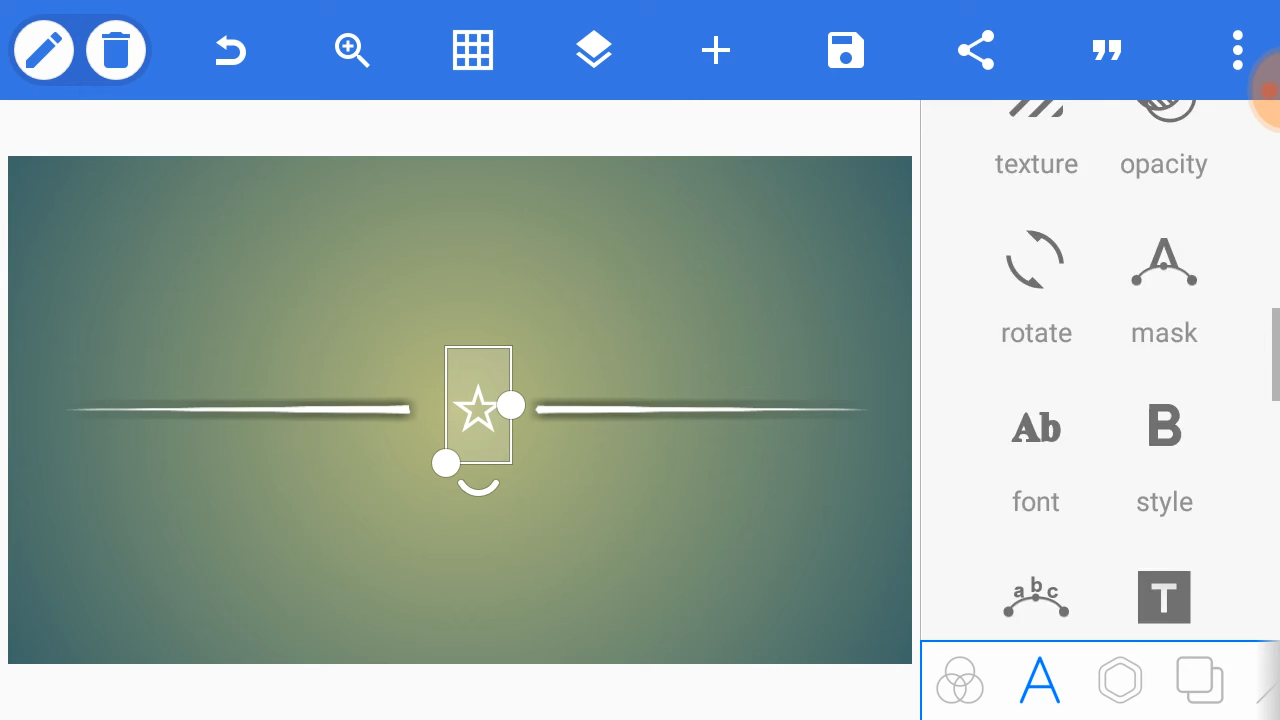 texture opacity
rotate mask
Ab B
font style
abc T
A